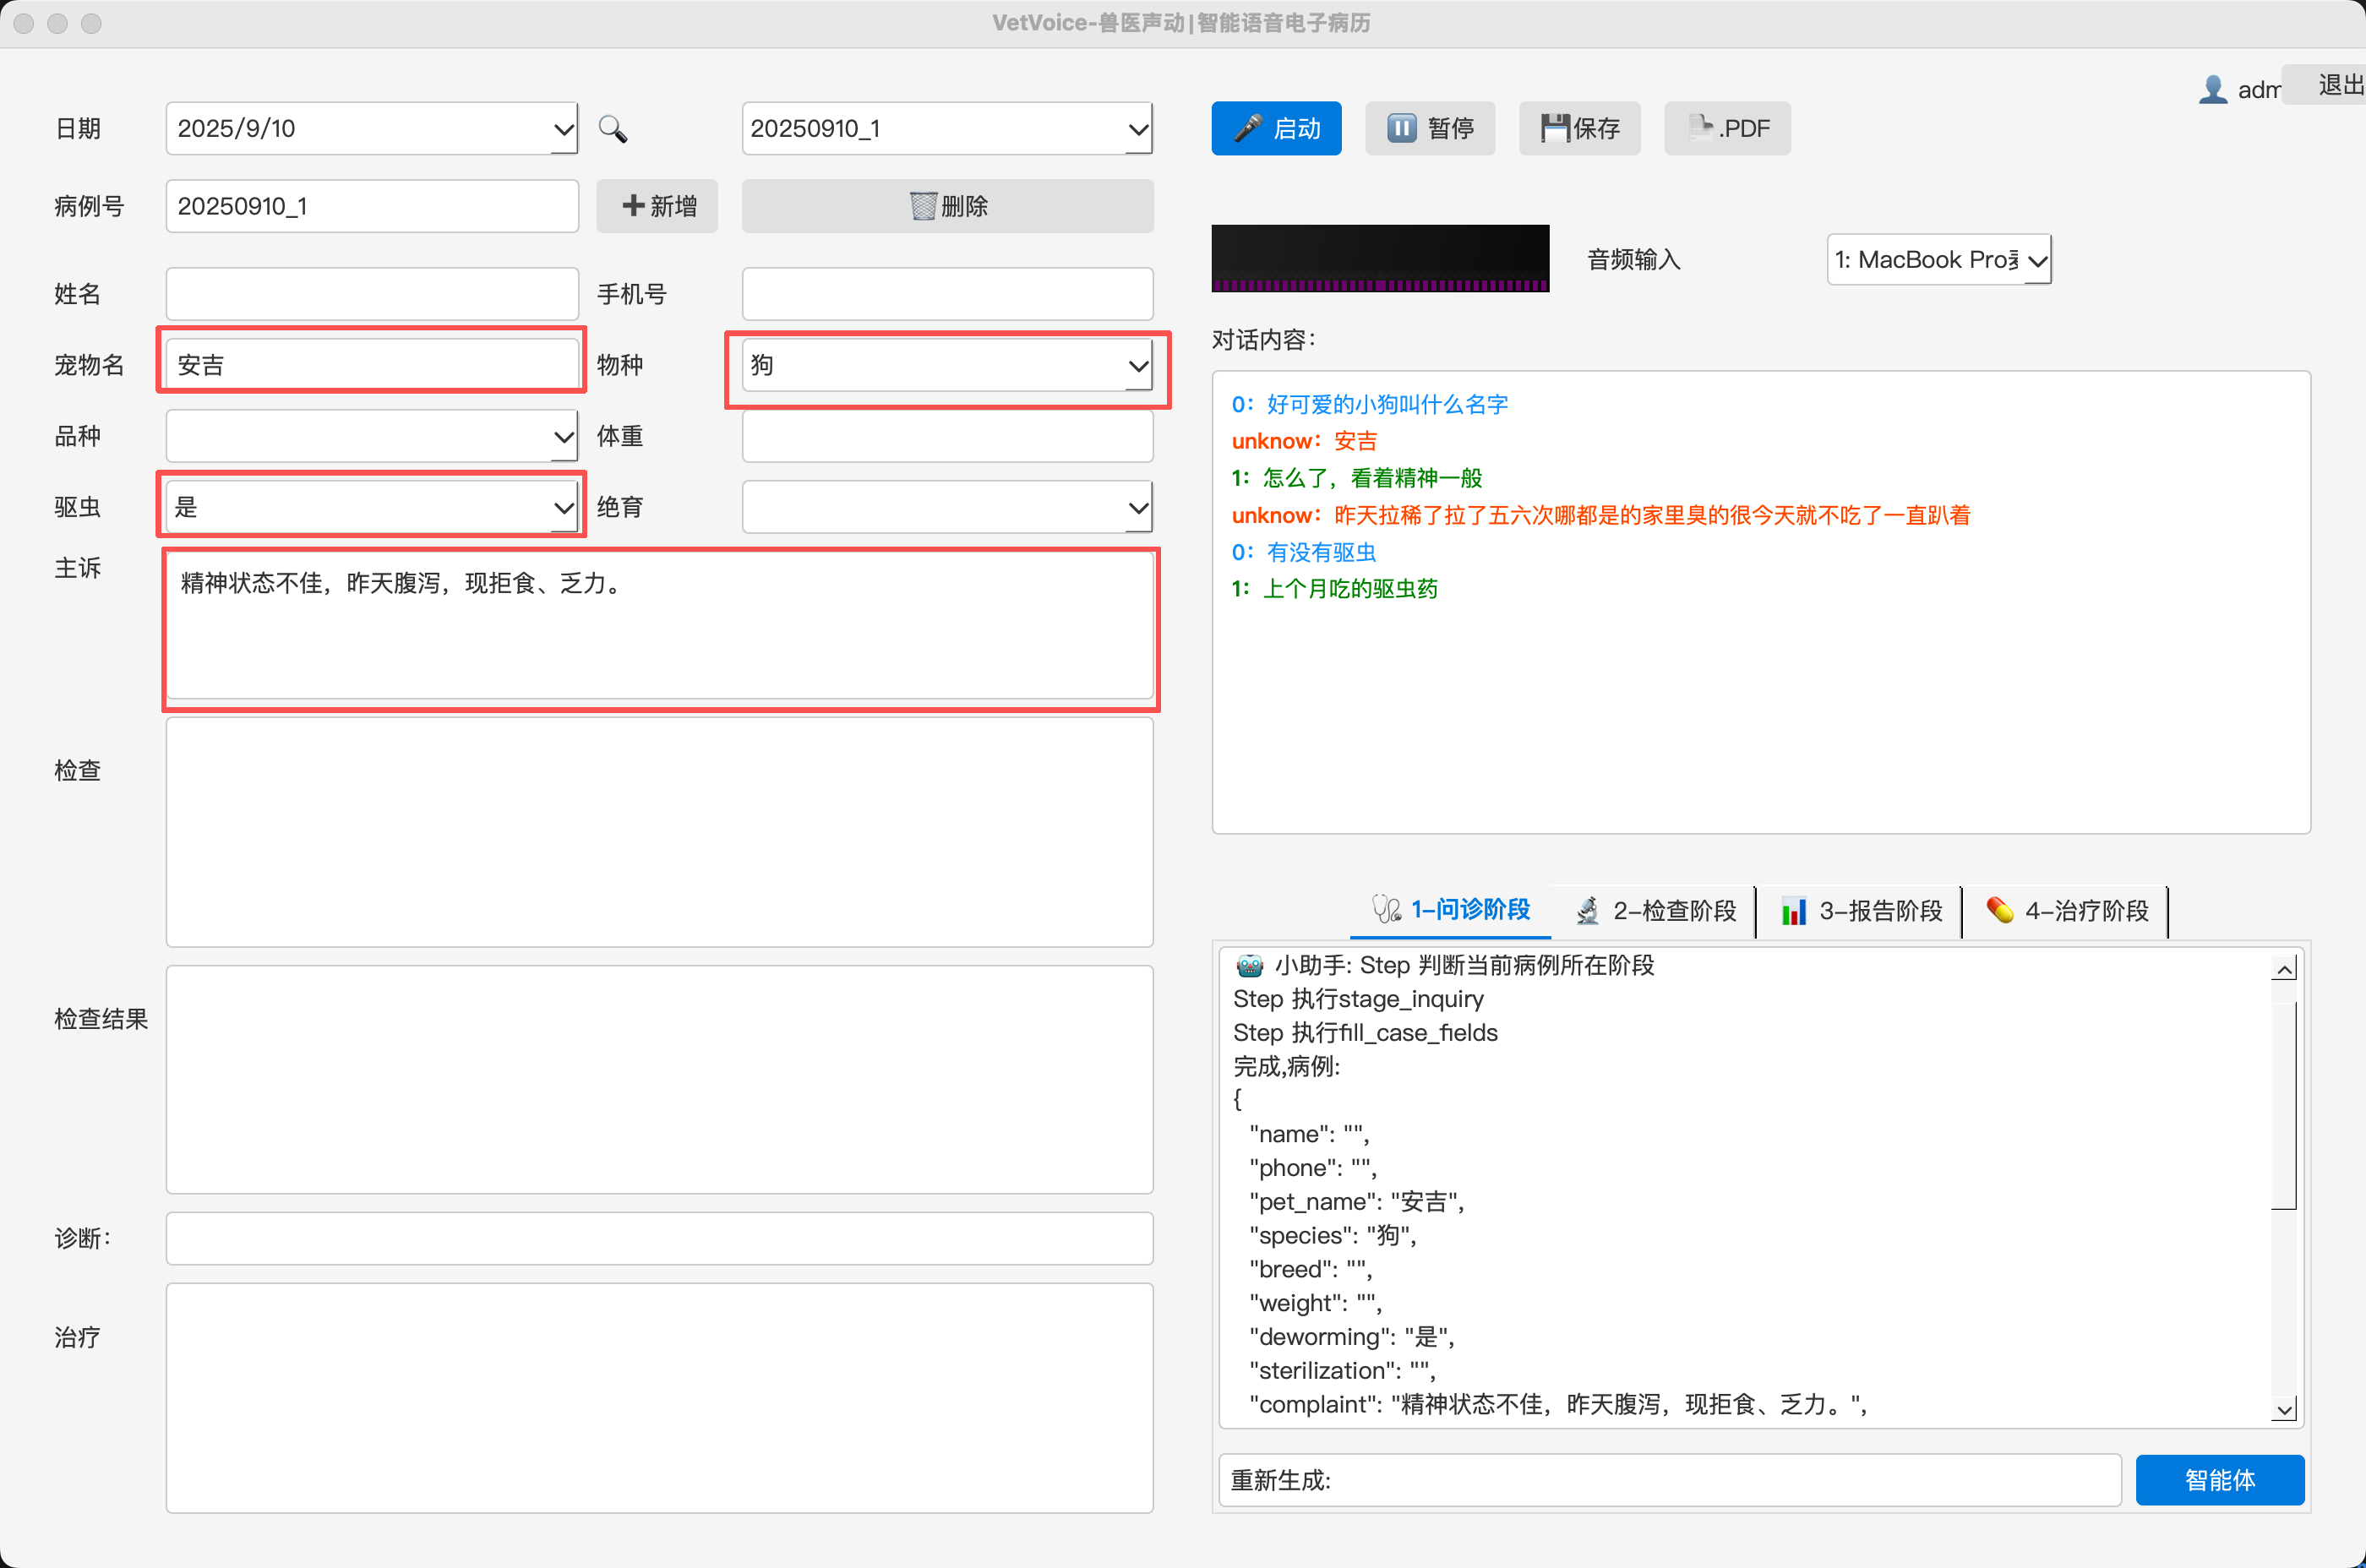 VetVoice-兽医声动|智能语音电子病历
adm
退出
日期
2025/9/10
20250910_1
启动
暂停
保存
.PDF
病例号
20250910_1
新增
删除
音频输入
1: MacBook Pro
姓名
手机号
宠物名
安吉
物种
狗
品种
体重
驱虫
是
绝育
主诉
精神状态不佳，昨天腹泻，现拒食、乏力。
检查
检查结果
诊断：
治疗
对话内容：
0：好可爱的小狗叫什么名字
unknow：安吉
1：怎么了，看着精神一般
unknow：昨天拉稀了拉了五六次哪都是的家里臭的很今天就不吃了一直趴着
0：有没有驱虫
1：上个月吃的驱虫药
1-问诊阶段
2-检查阶段
3-报告阶段
4-治疗阶段
小助手: Step 判断当前病例所在阶段
Step 执行stage_inquiry
Step 执行fill_case_fields
完成,病例:
{
"name": "",
"phone": "",
"pet_name": "安吉",
"species": "狗",
"breed": "",
"weight": "",
"deworming": "是",
"sterilization": "",
"complaint": "精神状态不佳，昨天腹泻，现拒食、乏力。",
重新生成:
智能体